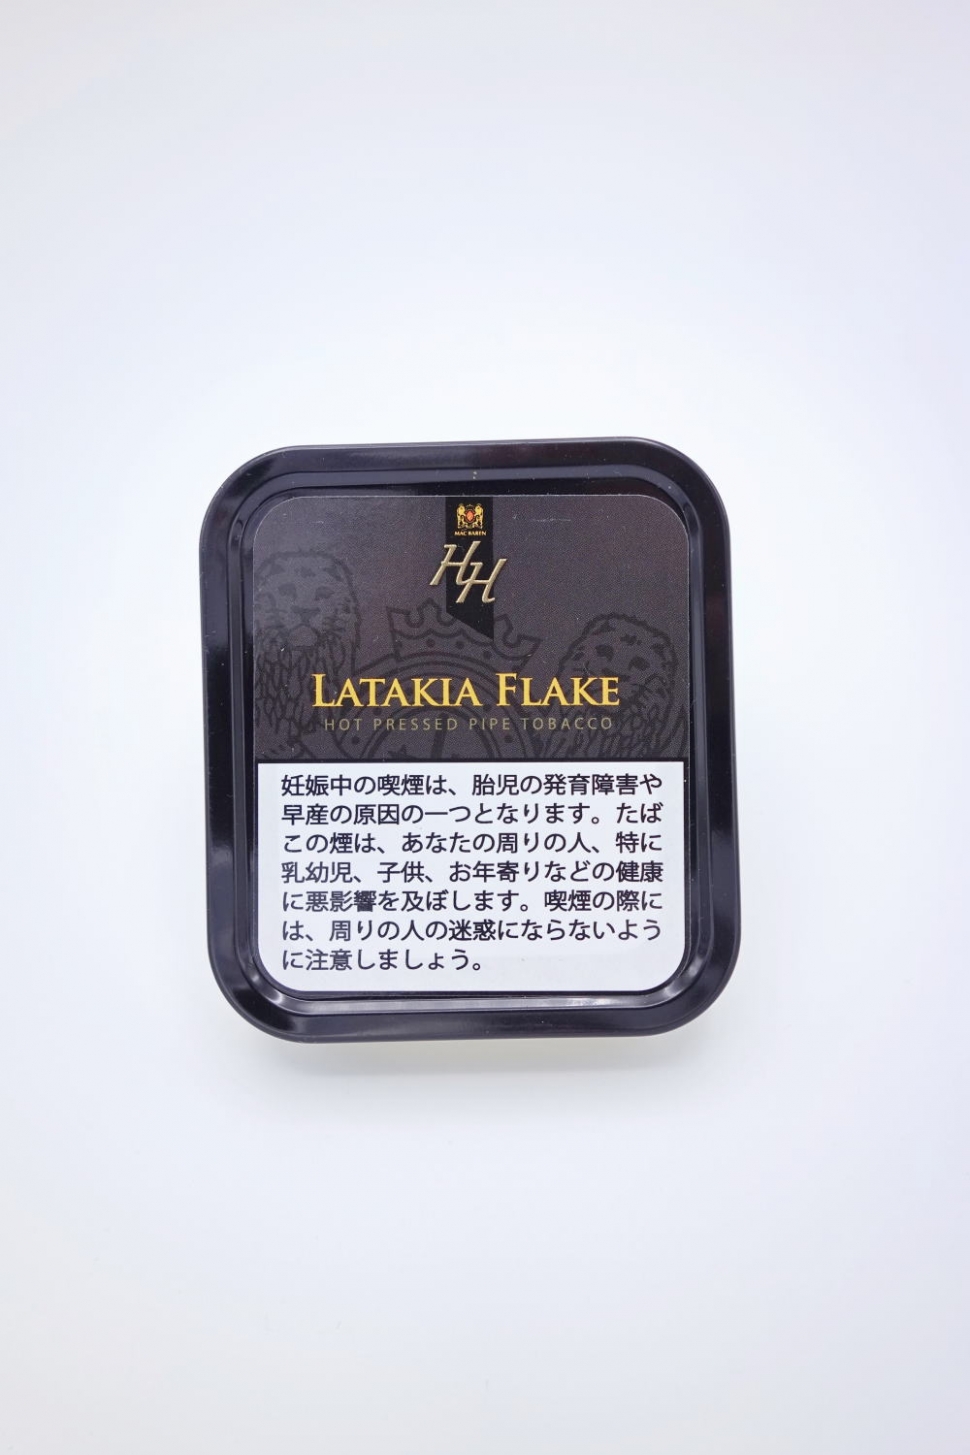 MAC BAREN
HH
LATAKIA FLAKE
HOT PRESSED PIPE TOBACCO
妊娠中の喫煙は、胎児の発育障害や
早産の原因の一つとなります。たば
この煙は、あなたの周りの人、特に
乳幼児、子供、お年寄りなどの健康
に悪影響を及ぼします。喫煙の際に
は、周りの人の迷惑にならないよう
に注意しましょう。